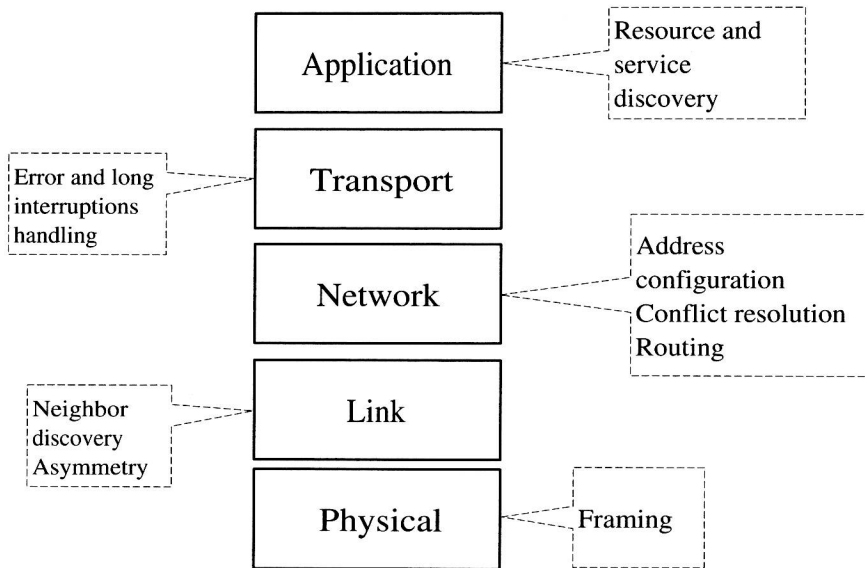 Application
Resource and
service
discovery
Transport
Error and long
interruptions
handling
Network
Address
configuration
Conflict resolution
Routing
Link
Neighbor
discovery
Asymmetry
Physical
Framing